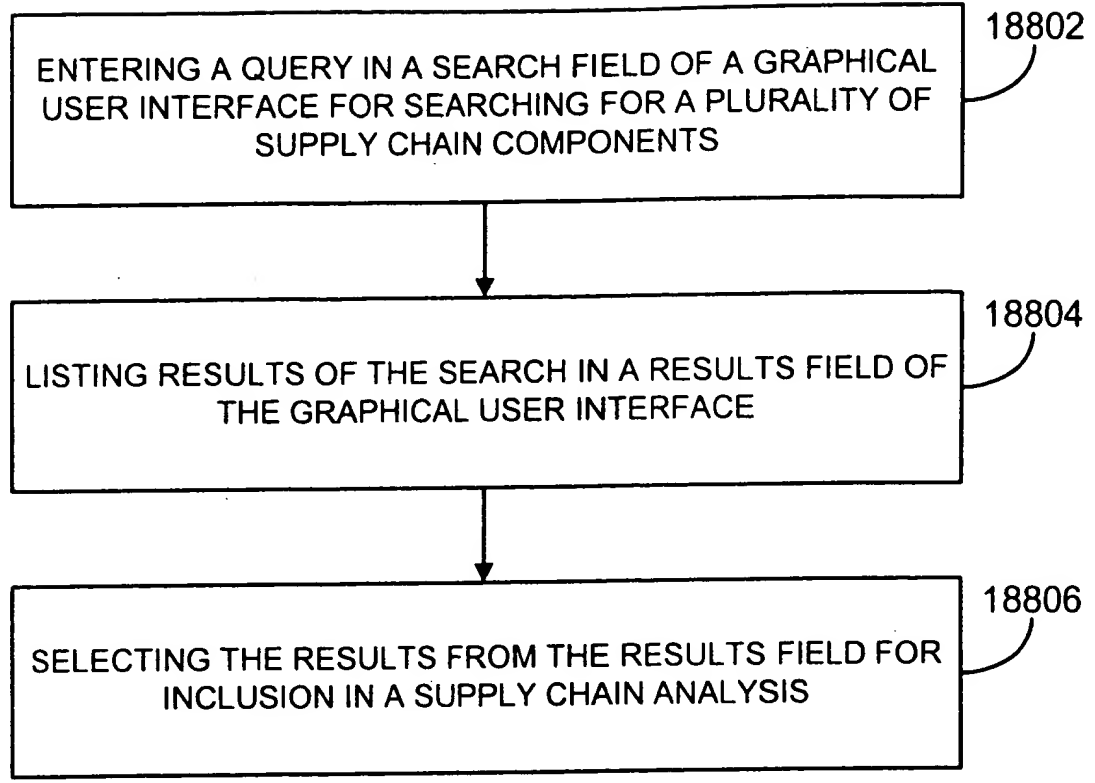 18802
ENTERING A QUERY IN A SEARCH FIELD OF A GRAPHICAL
USER INTERFACE FOR SEARCHING FOR A PLURALITY OF
SUPPLY CHAIN COMPONENTS
18804
LISTING RESULTS OF THE SEARCH IN A RESULTS FIELD OF
THE GRAPHICAL USER INTERFACE
18806
SELECTING THE RESULTS FROM THE RESULTS FIELD FOR
INCLUSION IN A SUPPLY CHAIN ANALYSIS